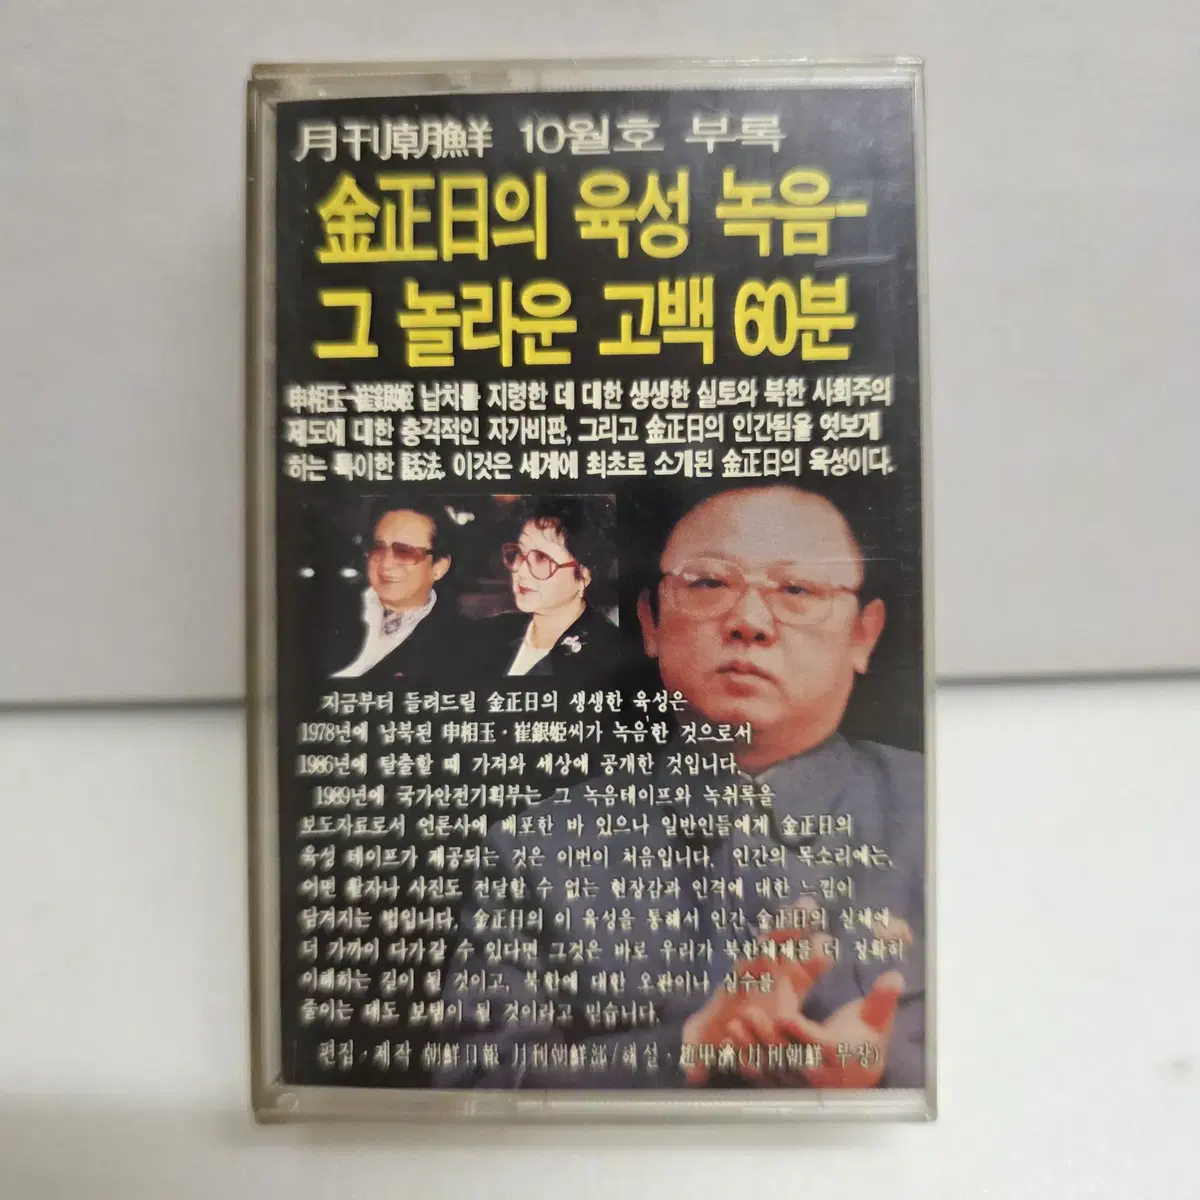 月刊朝鮮 10월호 부록
金正日의 육성 녹음-
그 놀라운 고백 60분
申相玉-崔銀姬 납치를 지령한 데 대한 생생한 실토와 북한 사회주의
제도에 대한 충격적인 자가비판, 그리고 金正日의 인간됨을 엿보게
하는 특이한 話法. 이것은 세계에 최초로 소개된 金正日의 육성이다.
지금부터 들려드릴 金正日의 생생한 육성은
1978년에 납북된 申相玉·崔銀姬씨가 녹음한 것으로서
1986년에 탈출할 때 가져와 세상에 공개한 것입니다.
1989년에 국가안전기획부는 그 녹음테이프와 녹취록을
보도자료로서 언론사에 배포한 바 있으나 일반인들에게 金正日의
육성 테이프가 제공되는 것은 이번이 처음입니다. 인간의 목소리에는,
어떤 활자나 사진도 전달할 수 없는 현장감과 인격에 대한 느낌이
담겨지는 법입니다. 金正日의 이 육성을 통해서 인간 金正日의 실체에
더 가까이 다가갈 수 있다면 그것은 바로 우리가 북한체제를 더 정확히
이해하는 길이 될 것이고, 북한에 대한 오판이나 실수를
줄이는 데도 보탬이 될 것이라고 믿습니다.
편집·제작 朝鮮日報 月刊朝鮮部/해설·趙甲濟(月刊朝鮮 부장)